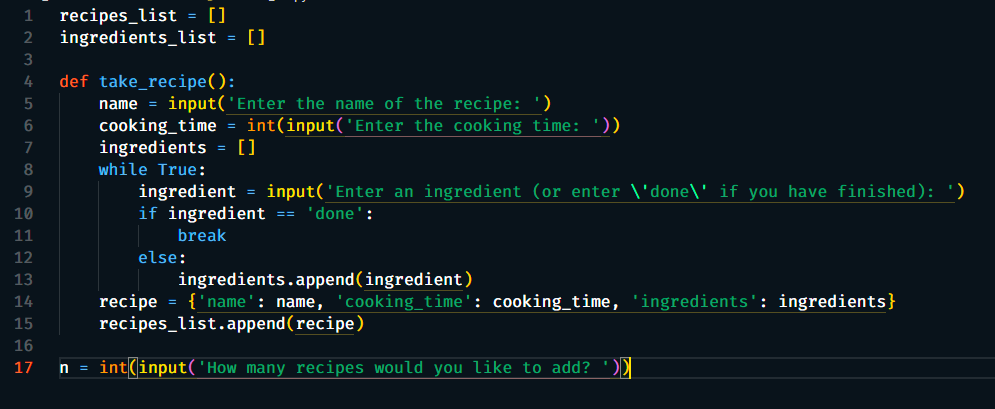 1 recipes_list = []
2 ingredients_list = []
3
4 def take_recipe():
5     name = input('Enter the name of the recipe: ')
6     cooking_time = int(input('Enter the cooking time: '))
7     ingredients = []
8     while True:
9         ingredient = input('Enter an ingredient (or enter \'done\' if you have finished): ')
10         if ingredient == 'done':
11             break
12         else:
13             ingredients.append(ingredient)
14     recipe = {'name': name, 'cooking_time': cooking_time, 'ingredients': ingredients}
15     recipes_list.append(recipe)
16
17 n = int(input('How many recipes would you like to add? '))